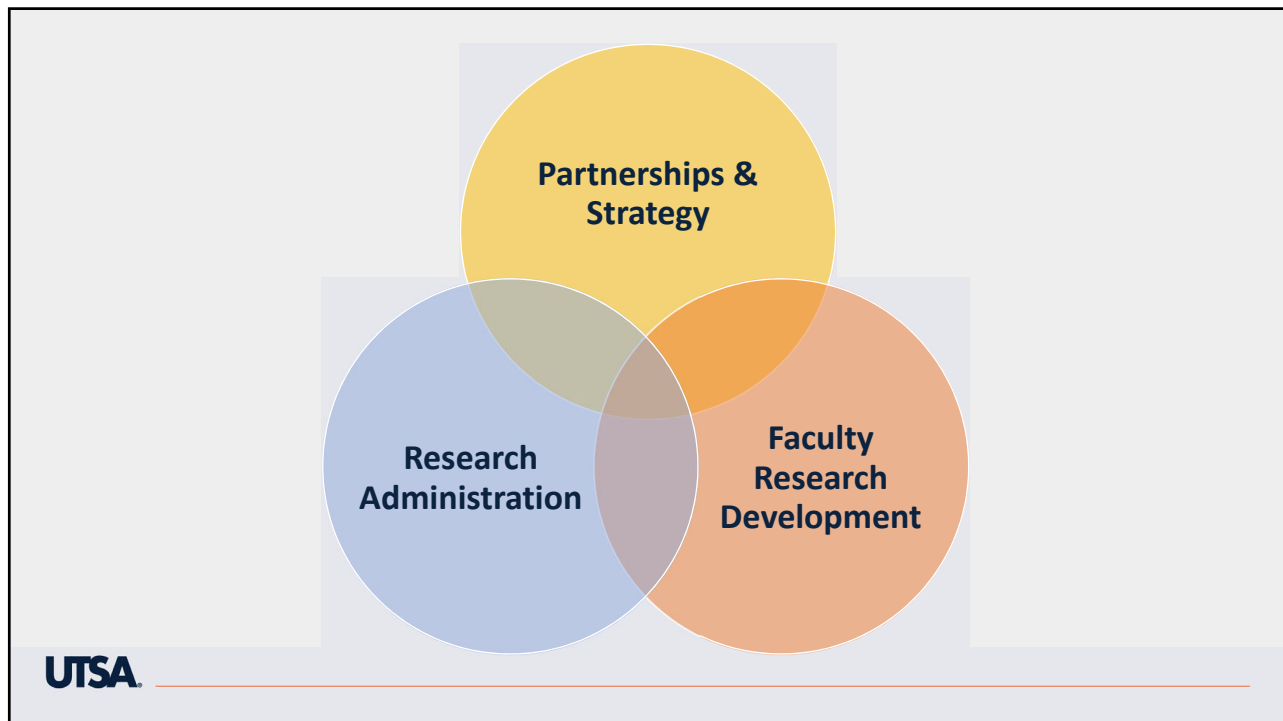 Partnerships &
Strategy
Research
Administration
Faculty
Research
Development
UTSA®